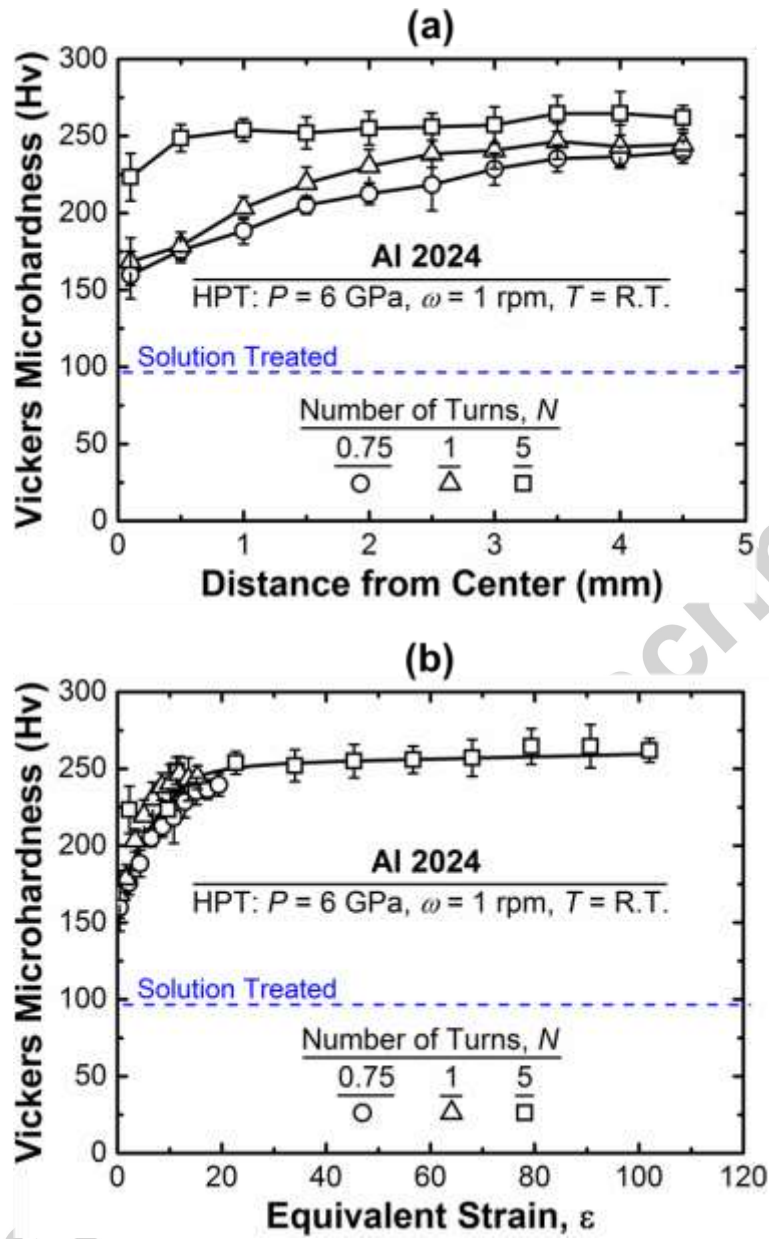 (a)
300
250
200
150
100
50
0
Vickers Microhardness (Hv)
Al 2024
HPT: P = 6 GPa, ω = 1 rpm, T = R.T.
Solution Treated
Number of Turns, N
0.75 1 5
0 1 2 3 4 5
Distance from Center (mm)
(b)
300
250
200
150
100
50
0
Vickers Microhardness (Hv)
Al 2024
HPT: P = 6 GPa, ω = 1 rpm, T = R.T.
Solution Treated
Number of Turns, N
0.75 1 5
0 20 40 60 80 100 120
Equivalent Strain, ε